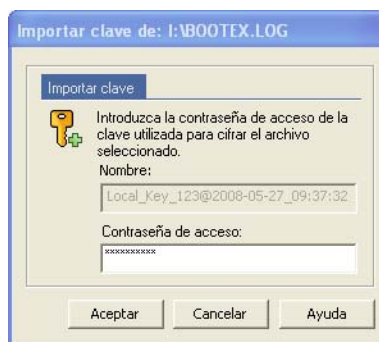 Importar clave de: I:\BOOTEX.LOG
Importar clave
Introduzca la contraseña de acceso de la
clave utilizada para cifrar el archivo
seleccionado.
Nombre:
Local_Key_123@2008-05-27_09:37:32
Contraseña de acceso:
**********
Aceptar
Cancelar
Ayuda